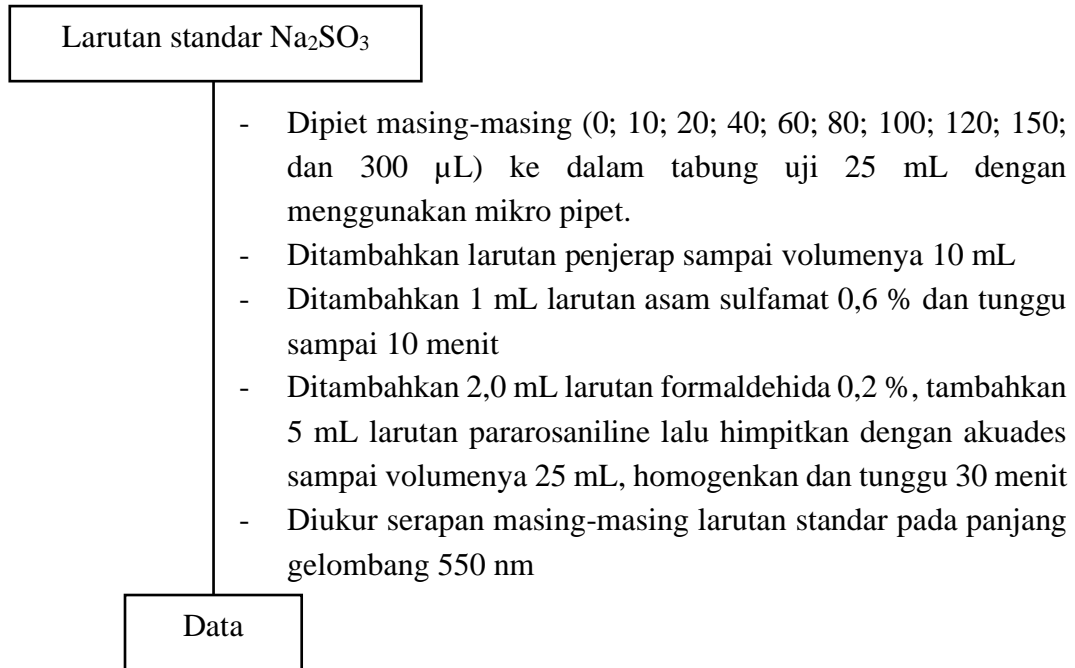 Larutan standar Na₂SO₃
- Dipiet masing-masing (0; 10; 20; 40; 60; 80; 100; 120; 150;
dan 300 µL) ke dalam tabung uji 25 mL dengan
menggunakan mikro pipet.
- Ditambahkan larutan penjerap sampai volumenya 10 mL
- Ditambahkan 1 mL larutan asam sulfamat 0,6 % dan tunggu
sampai 10 menit
- Ditambahkan 2,0 mL larutan formaldehida 0,2 %, tambahkan
5 mL larutan pararosaniline lalu himpitkan dengan akuades
sampai volumenya 25 mL, homogenkan dan tunggu 30 menit
- Diukur serapan masing-masing larutan standar pada panjang
gelombang 550 nm
Data